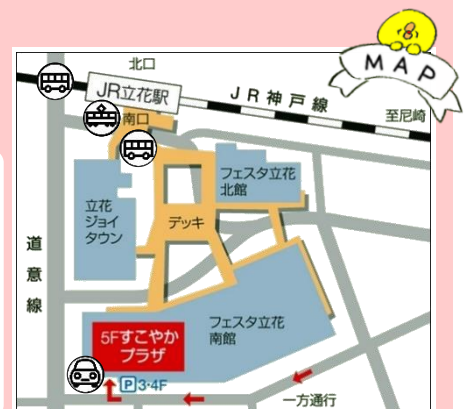 MAP
北口
JR立花駅
JR神戸線
至尼崎
南口
フェスタ立花
北館
立花
ジョイ
タウン
デッキ
道意線
フェスタ立花
南館
5Fすこやか
プラザ
P3·4F
一方通行